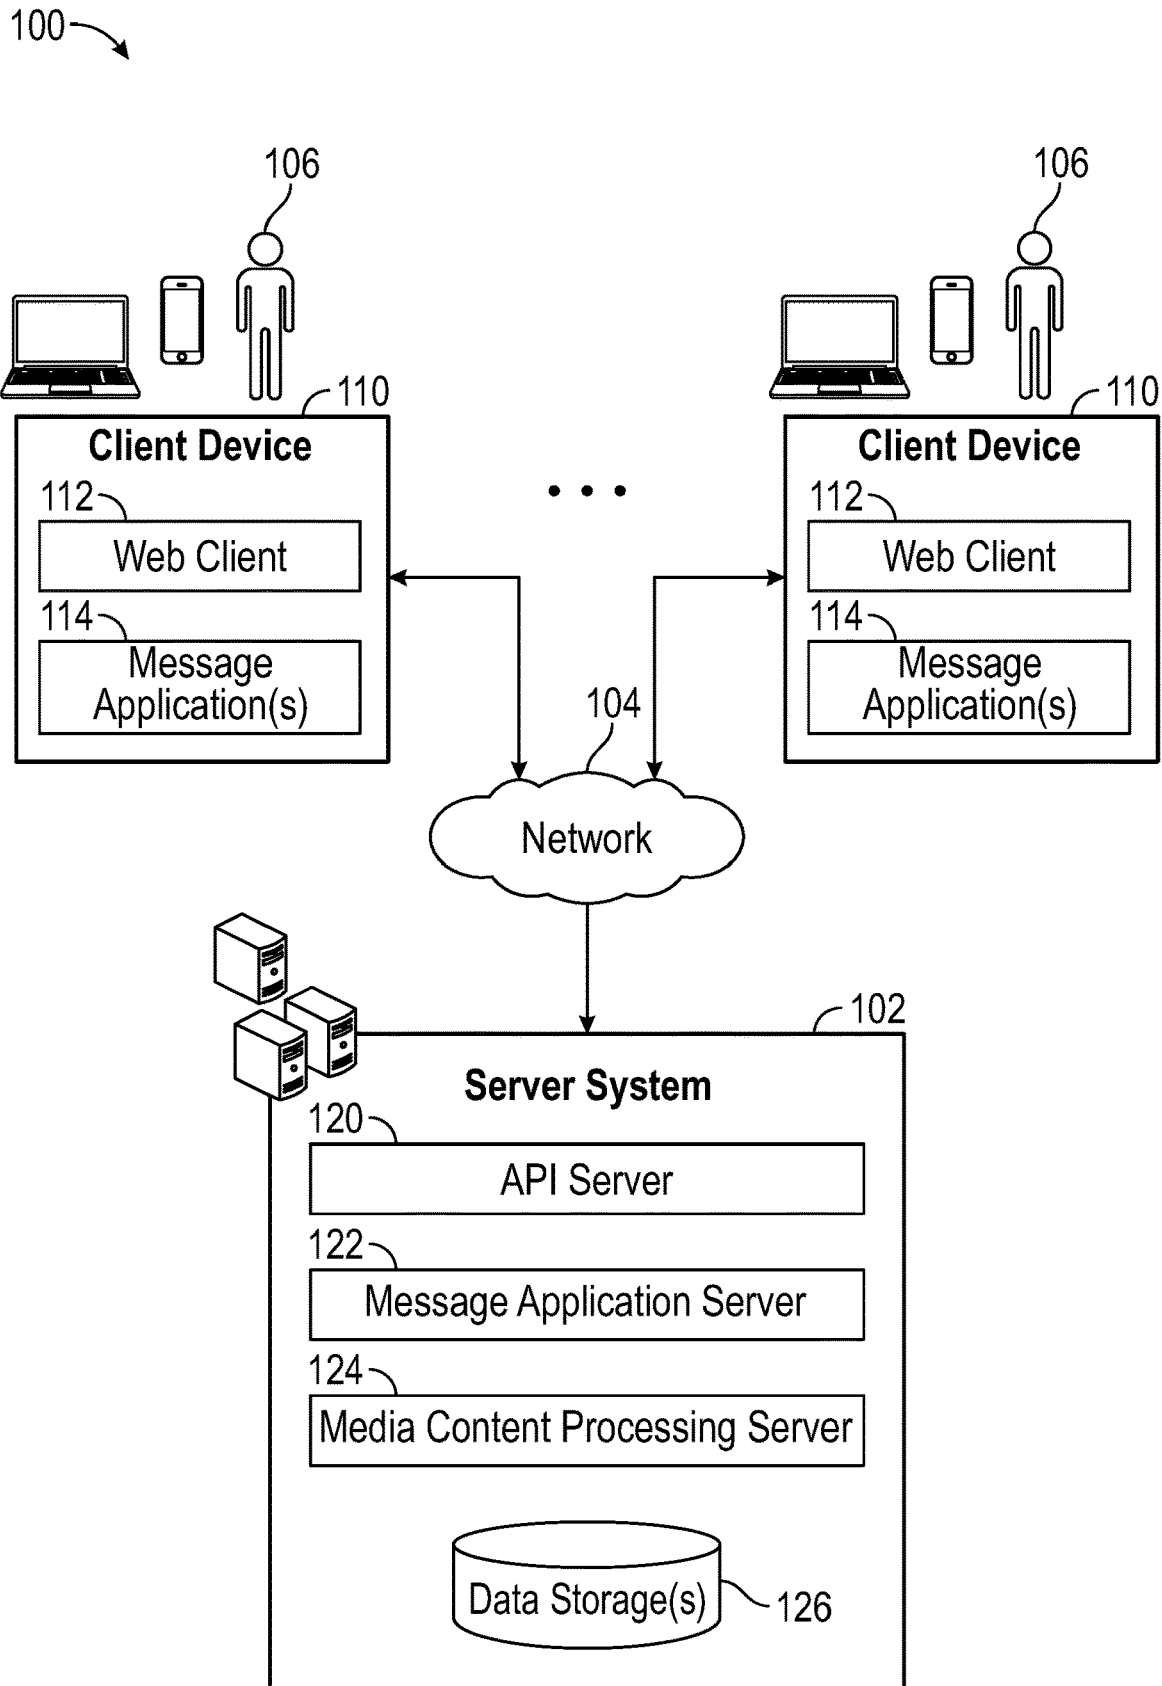 100
106
106
110
110
Client Device
Client Device
112
112
Web Client
Web Client
114
114
Message
Application(s)
Message
Application(s)
104
Network
102
Server System
120
API Server
122
Message Application Server
124
Media Content Processing Server
Data Storage(s)
126